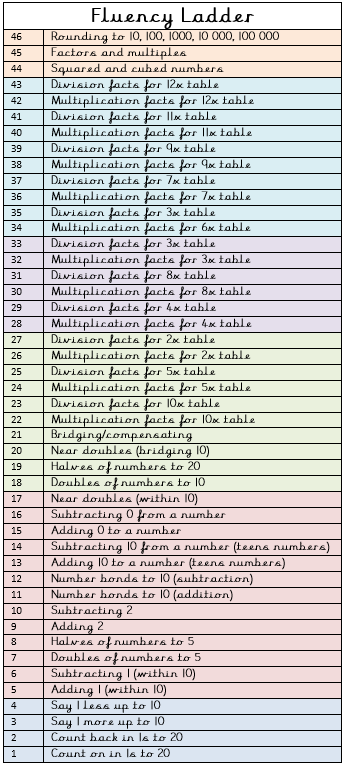 Fluency Ladder
46 Rounding to 10, 100, 1000, 10 000, 100 000
45 Factors and multiples
44 Squared and cubed numbers
43 Division facts for 12x table
42 Multiplication facts for 12x table
41 Division facts for 11x table
40 Multiplication facts for 11x table
39 Division facts for 9x table
38 Multiplication facts for 9x table
37 Division facts for 7x table
36 Multiplication facts for 7x table
35 Division facts for 3x table
34 Multiplication facts for 6x table
33 Division facts for 3x table
32 Multiplication facts for 3x table
31 Division facts for 8x table
30 Multiplication facts for 8x table
29 Division facts for 4x table
28 Multiplication facts for 4x table
27 Division facts for 2x table
26 Multiplication facts for 2x table
25 Division facts for 5x table
24 Multiplication facts for 5x table
23 Division facts for 10x table
22 Multiplication facts for 10x table
21 Bridging/compensating
20 Near doubles (bridging 10)
19 Halves of numbers to 20
18 Doubles of numbers to 10
17 Near doubles (within 10)
16 Subtracting 0 from a number
15 Adding 0 to a number
14 Subtracting 10 from a number (teens numbers)
13 Adding 10 to a number (teens numbers)
12 Number bonds to 10 (subtraction)
11 Number bonds to 10 (addition)
10 Subtracting 2
9 Adding 2
8 Halves of numbers to 5
7 Doubles of numbers to 5
6 Subtracting 1 (within 10)
5 Adding 1 (within 10)
4 Say 1 less up to 10
3 Say 1 more up to 10
2 Count back in 1s to 20
1 Count on in 1s to 20